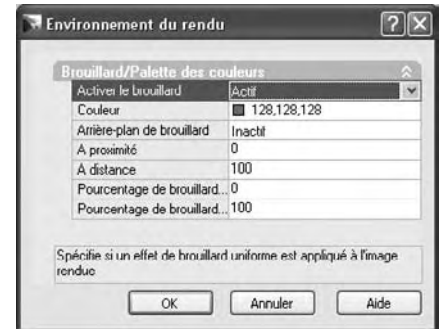 Environnement du rendu
Brouillard/Palette des couleurs
Activer le brouillard Actif
Couleur 128,128,128
Arrière-plan de brouillard Inactif
A proximité 0
A distance 100
Pourcentage de brouillard... 0
Pourcentage de brouillard... 100
Spécifie si un effet de brouillard uniforme est appliqué à l'image
rendue
OK Annuler Aide